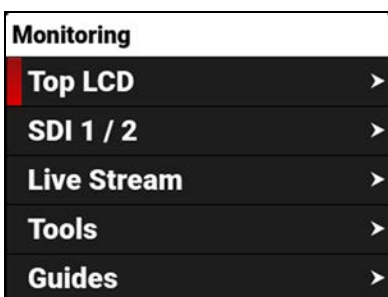 Monitoring
Top LCD
SDI 1 / 2
Live Stream
Tools
Guides